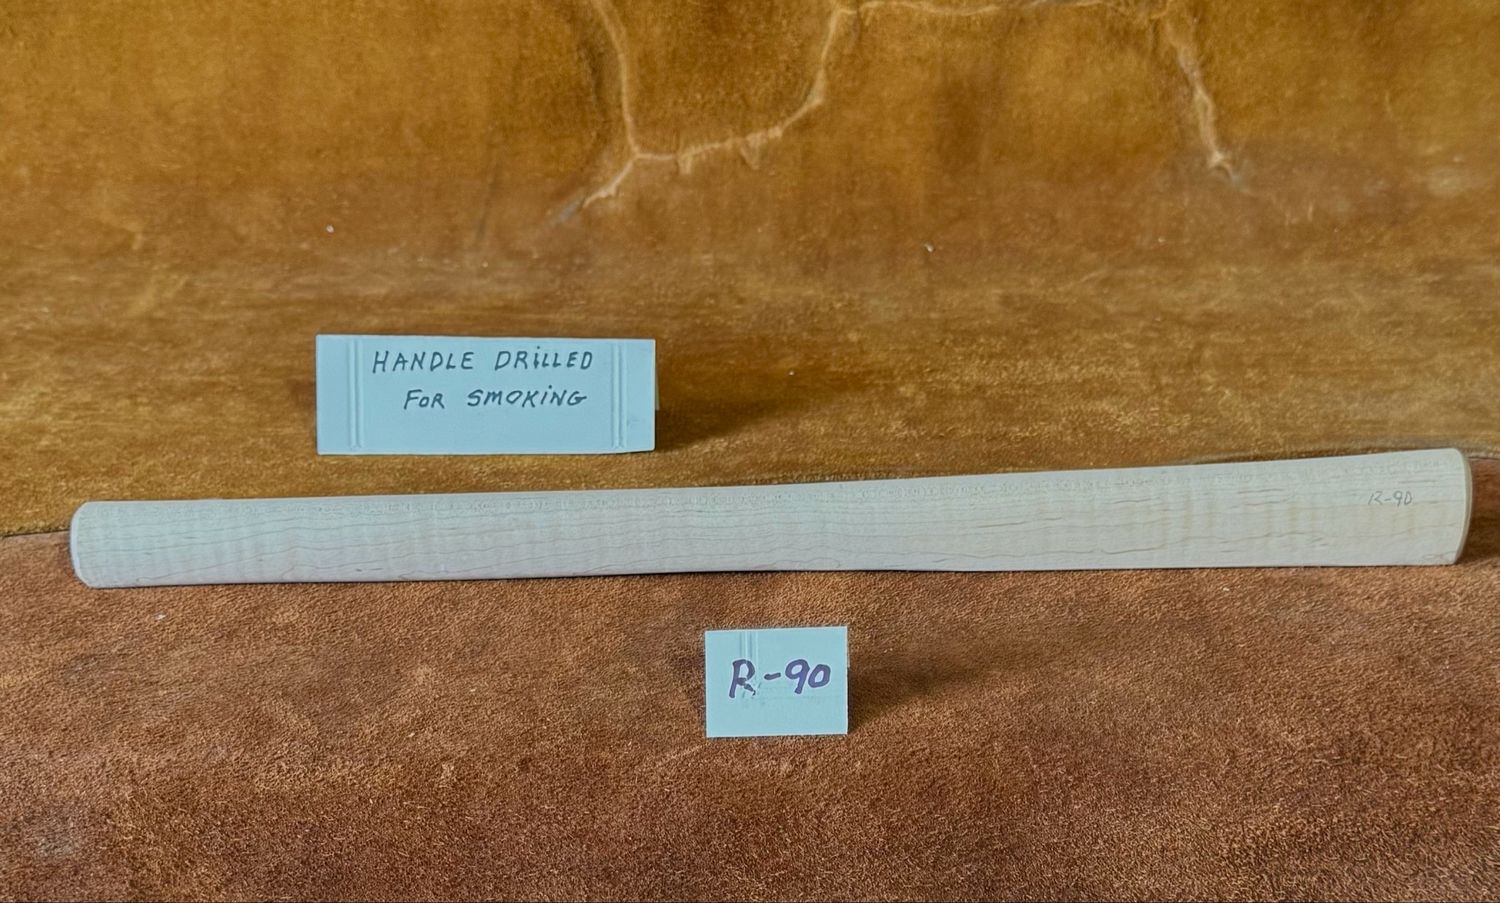 HANDLE DRILLED
FOR SMOKING
R-90
R-90